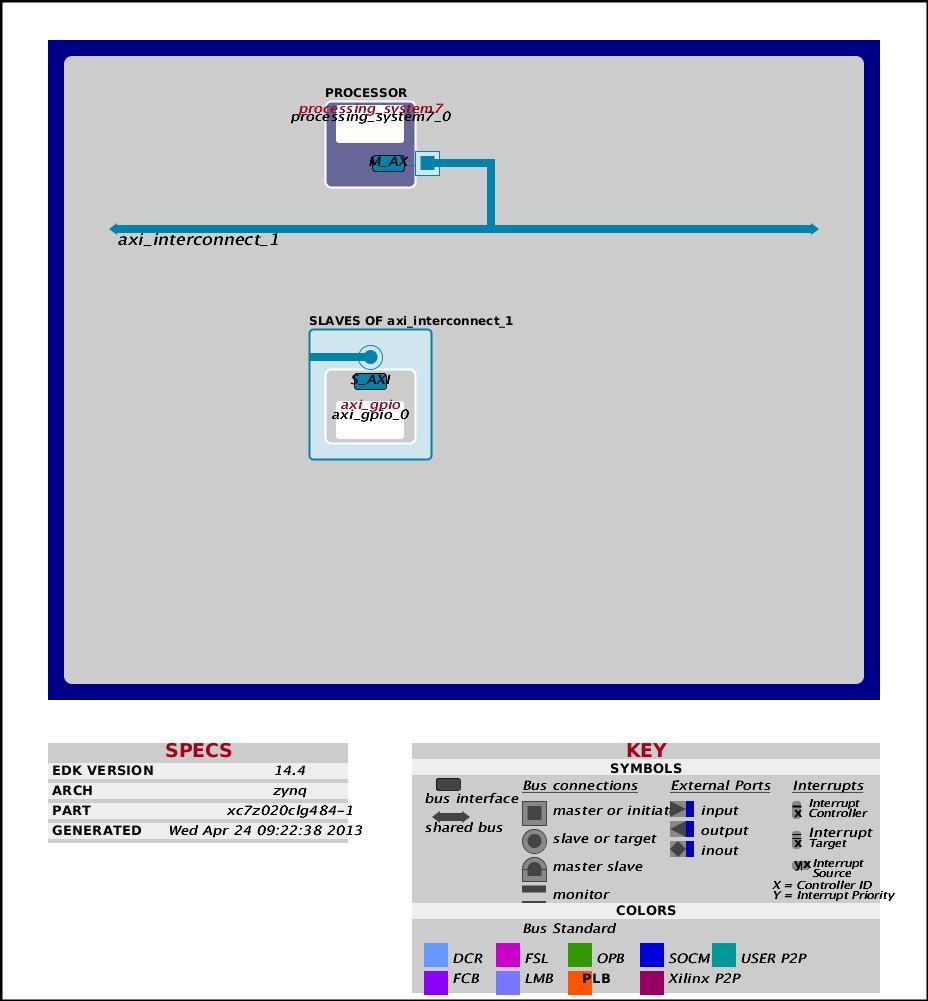 PROCESSOR
processing_system7
processing_system7_0
M_AX
axi_interconnect_1
SLAVES OF axi_interconnect_1
S_AXI
axi_gpio
axi_gpio_0
SPECS
EDK VERSION 14.4
ARCH zynq
PART xc7z020clg484-1
GENERATED Wed Apr 24 09:22:38 2013
KEY
SYMBOLS
bus interface
shared bus
Bus connections
master or initiat
slave or target
master slave
monitor
External Ports
input
output
inout
Interrupts
x
Interrupt
Controller
x
Interrupt
Target
yx
Interrupt
Source
X = Controller ID
Y = Interrupt Priority
COLORS
Bus Standard
DCR FSL OPB SOCM USER P2P
FCB LMB PLB Xilinx P2P